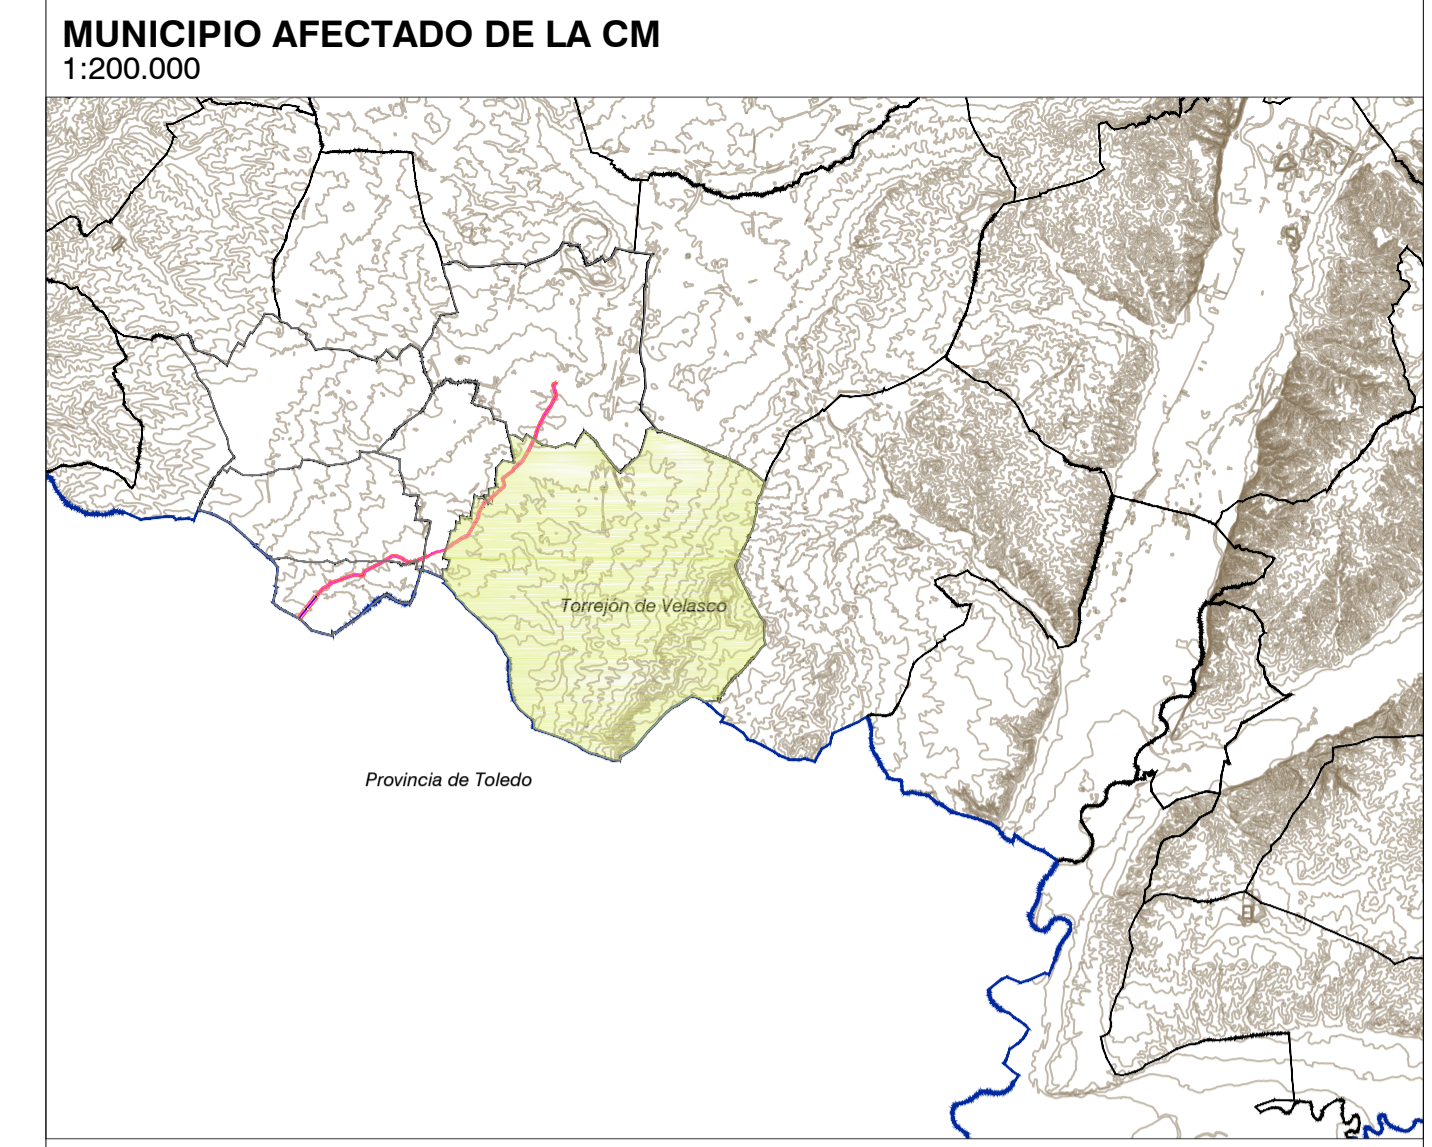 MUNICIPIO AFECTADO DE LA CM
1:200.000
Torrejón de Velasco
Provincia de Toledo